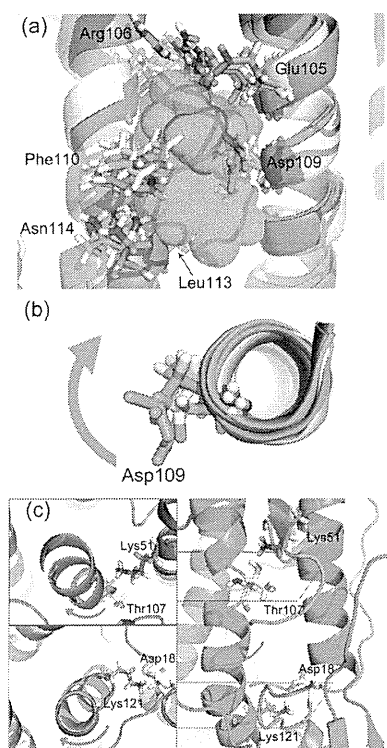 (a)
Arg106
Glu105
Phe110
Asp109
Asn114
Leu113
(b)
Asp109
(c)
Lys51
Lys51
Thr107
Thr107
Asp18
Asp18
Lys121
Lys121